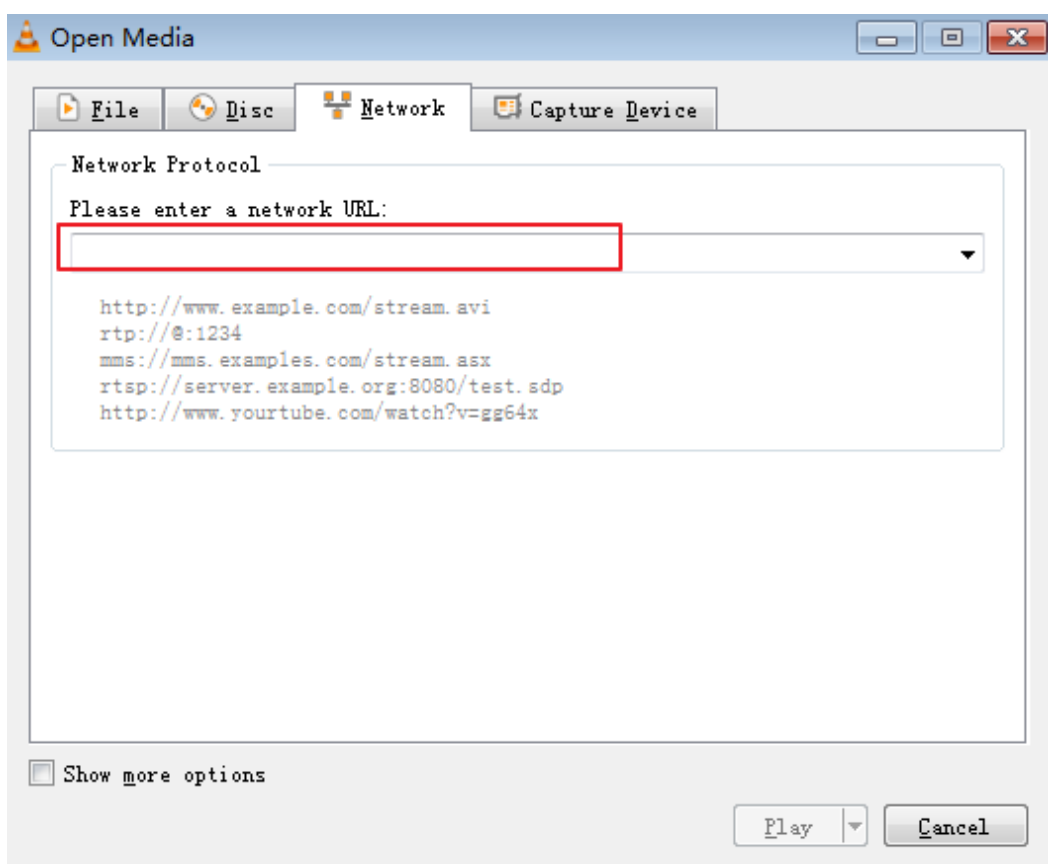 Open Media
File Disc Network Capture Device
Network Protocol
Please enter a network URL:
http://www.example.com/stream.avi
rtp://@:1234
mms://mms.examples.com/stream.asx
rtsp://server.example.org:8080/test.sdp
http://www.yourtube.com/watch?v=gg64x
Show more options
Play Cancel